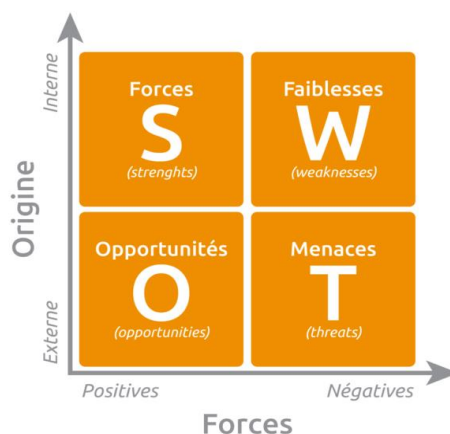 Interne
Origine
Externe
Forces
S
(strenghts)
Faiblesses
W
(weaknesses)
Opportunités
O
(opportunities)
Menaces
T
(threats)
Positives
Négatives
Forces